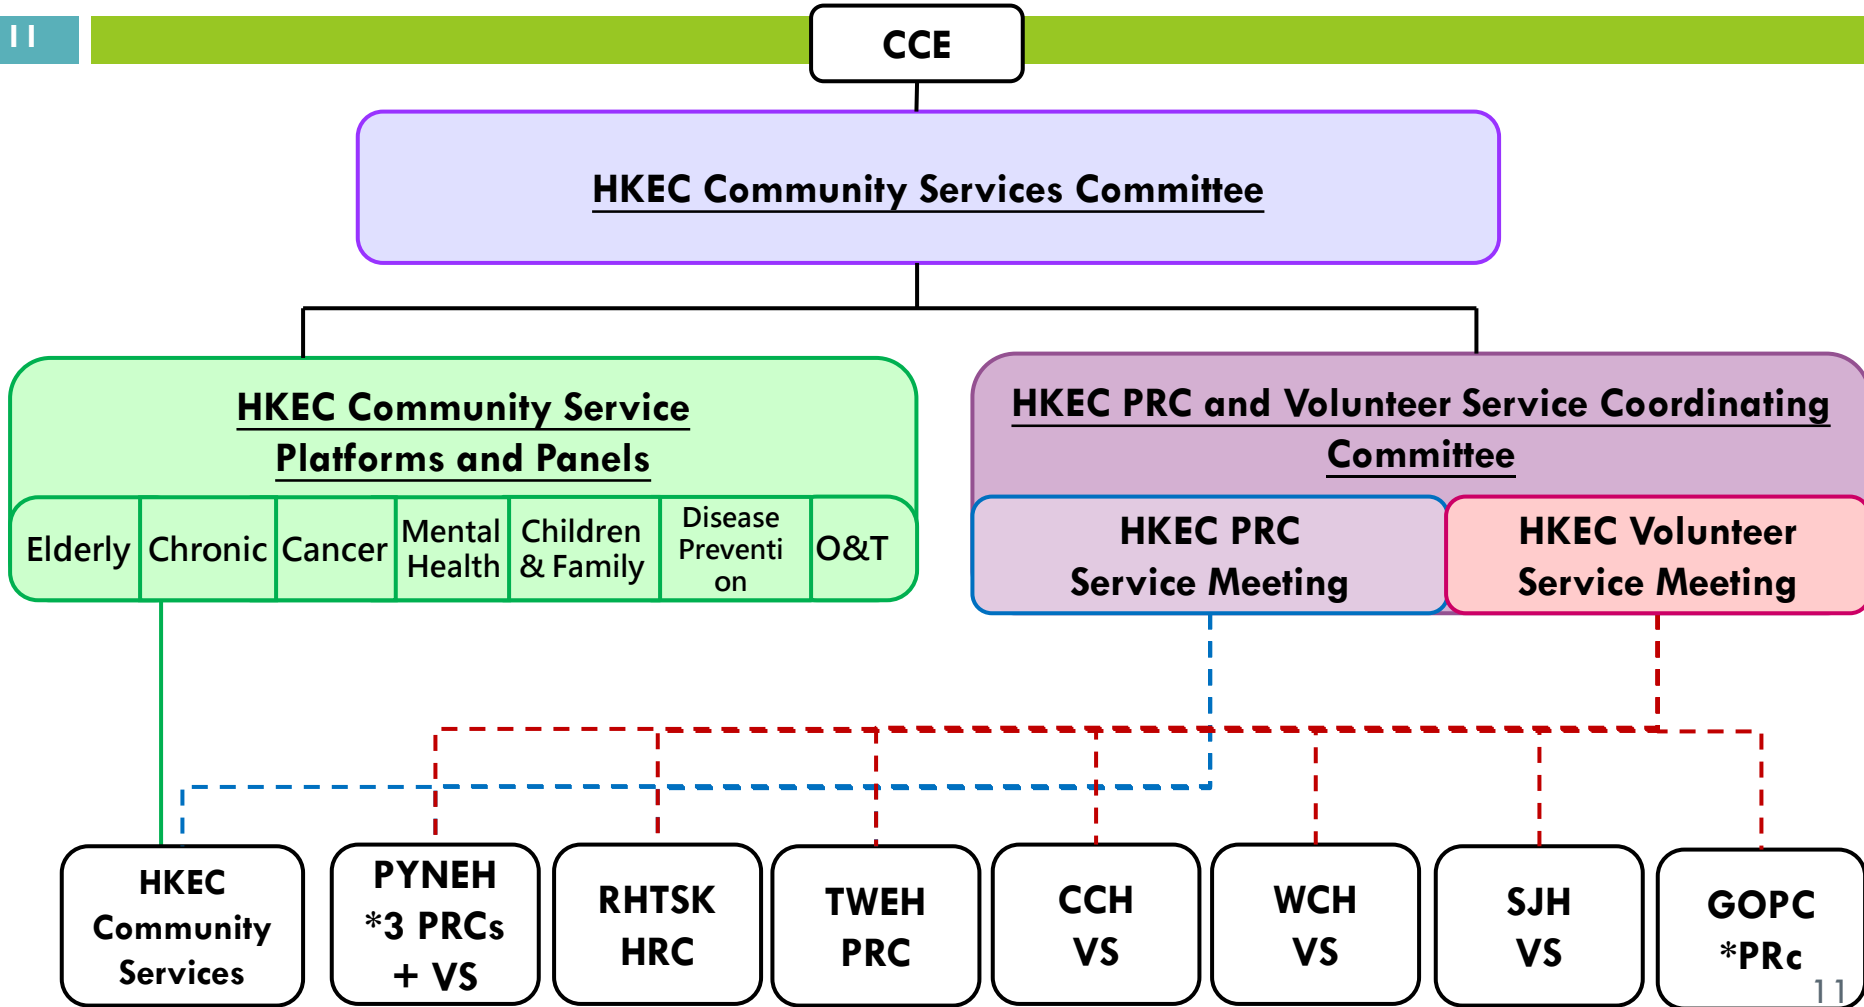 11
CCE
HKEC Community Services Committee
HKEC Community Service
Platforms and Panels
Elderly
Chronic
Cancer
Mental
Health
Children
& Family
Disease
Preventi
on
O&T
HKEC PRC and Volunteer Service Coordinating
Committee
HKEC PRC
Service Meeting
HKEC Volunteer
Service Meeting
HKEC
Community
Services
PYNEH
*3 PRCs
+ VS
RHTSK
HRC
TWEH
PRC
CCH
VS
WCH
VS
SJH
VS
GOPC
*PRc
11